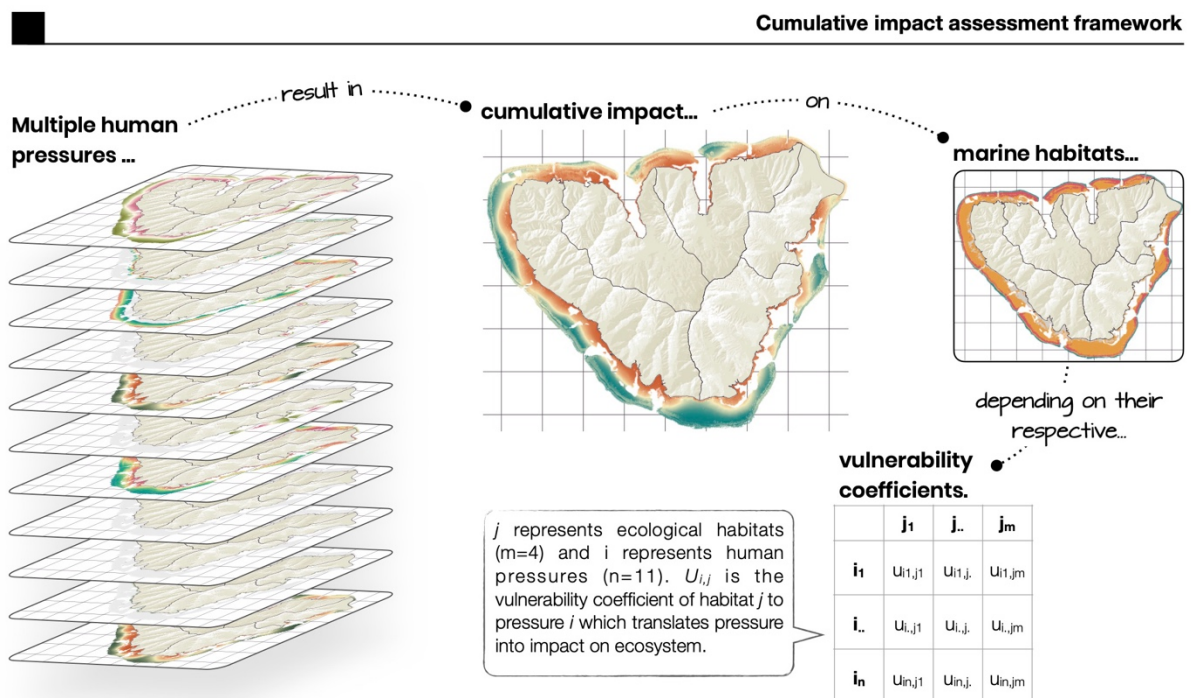 Cumulative impact assessment framework
Multiple human
pressures ...
result in
cumulative impact...
on
marine habitats...
depending on their
respective...
vulnerability
coefficients.
j represents ecological habitats
(m=4) and i represents human
pressures (n=11). Ui,j is the
vulnerability coefficient of habitat j to
pressure i which translates pressure
into impact on ecosystem.
j1 j.. jm
i1 ui1,j1 ui1,j. ui1,jm
i.. ui.,j1 ui.,j. ui.,jm
in uin,j1 uin,j. uin,jm